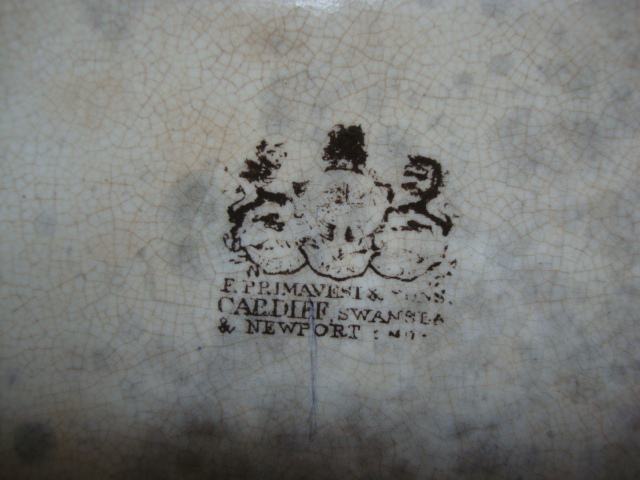 F. PRIMAVESI & SONS.
CARDIFF, SWANSEA
& NEWPORT